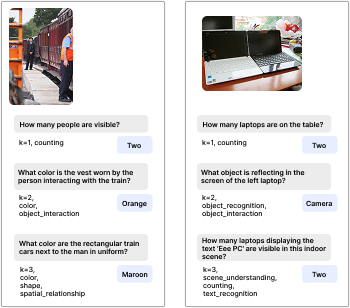 How many people are visible?
k=1, counting
Two
What color is the vest worn by the
person interacting with the train?
k=2,
color,
object_interaction
Orange
What color are the rectangular train
cars next to the man in uniform?
k=3,
color,
shape,
spatial_relationship
Maroon
How many laptops are on the table?
k=1, counting
Two
What object is reflecting in the
screen of the left laptop?
k=2,
object_recognition,
object_interaction
Camera
How many laptops displaying the
text 'Eee PC' are visible in this indoor
scene?
k=3,
scene_understanding,
counting,
text_recognition
Two